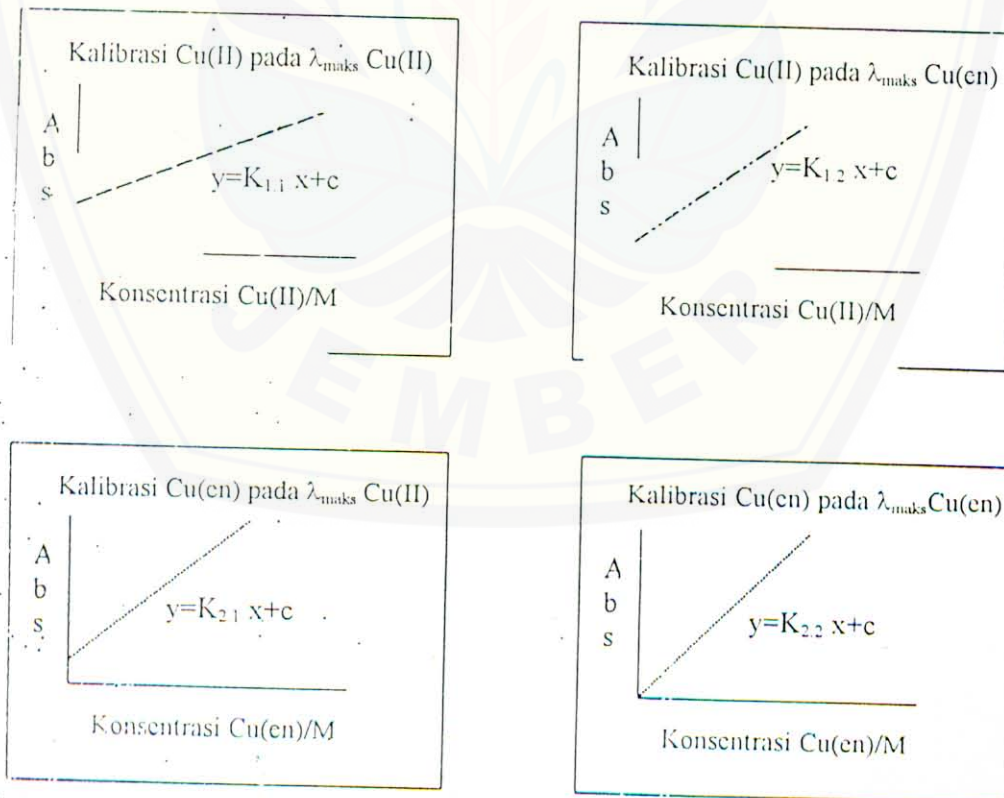 Kalibrasi Cu(II) pada λmaks Cu(II)
A
b
s
y=K1.1 x+c
Konsentrasi Cu(II)/M
Kalibrasi Cu(II) pada λmaks Cu(en)
A
b
s
y=K1.2 x+c
Konsentrasi Cu(II)/M
JEMBER
Kalibrasi Cu(en) pada λmaks Cu(II)
A
b
s
y=K2.1 x+c
Konsentrasi Cu(en)/M
Kalibrasi Cu(en) pada λmaks Cu(en)
A
b
s
y=K2.2 x+c
Konsentrasi Cu(en)/M